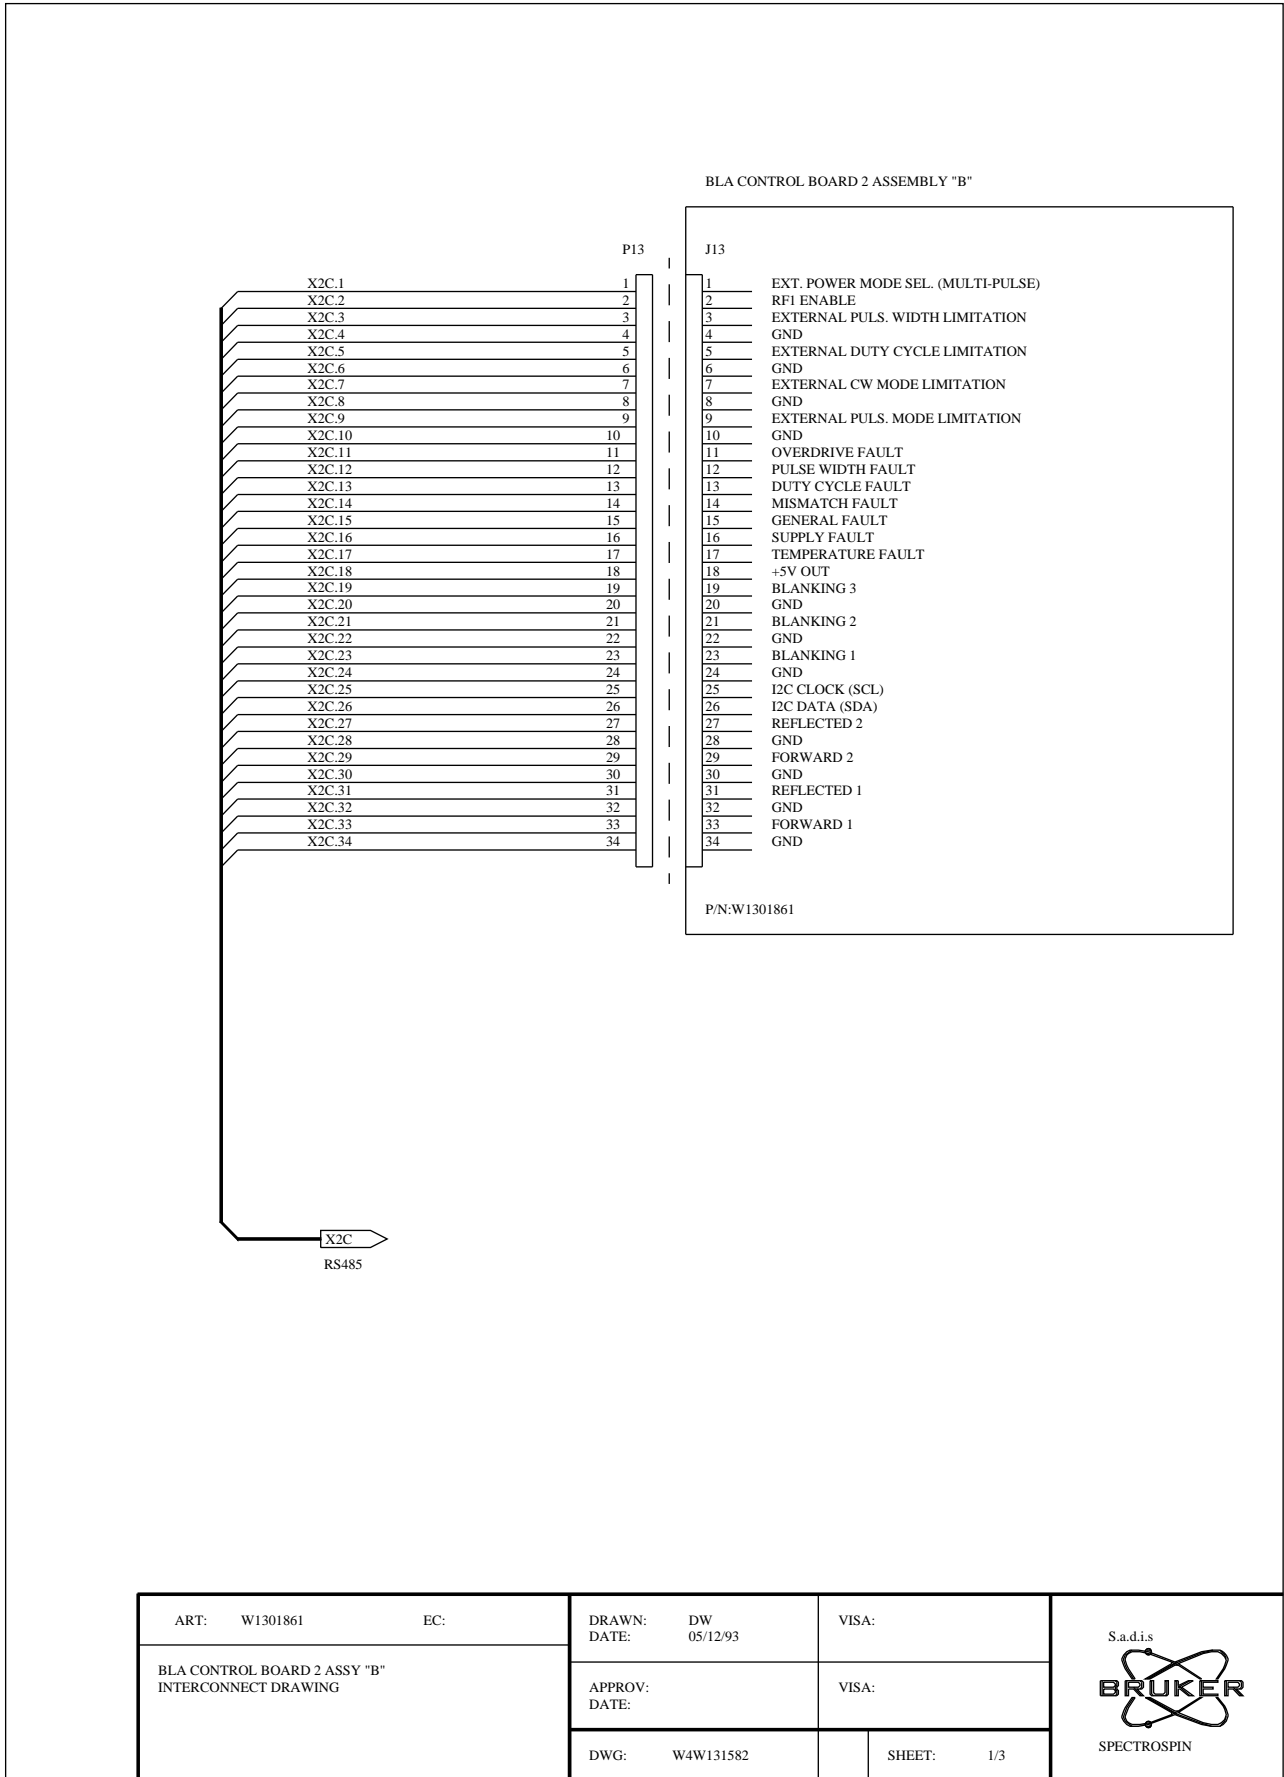 BLA CONTROL BOARD 2 ASSEMBLY "B"
P13 J13
X2C.1 1 1 EXT. POWER MODE SEL. (MULTI-PULSE)
X2C.2 2 2 RF1 ENABLE
X2C.3 3 3 EXTERNAL PULS. WIDTH LIMITATION
X2C.4 4 4 GND
X2C.5 5 5 EXTERNAL DUTY CYCLE LIMITATION
X2C.6 6 6 GND
X2C.7 7 7 EXTERNAL CW MODE LIMITATION
X2C.8 8 8 GND
X2C.9 9 9 EXTERNAL PULS. MODE LIMITATION
X2C.10 10 10 GND
X2C.11 11 11 OVERDRIVE FAULT
X2C.12 12 12 PULSE WIDTH FAULT
X2C.13 13 13 DUTY CYCLE FAULT
X2C.14 14 14 MISMATCH FAULT
X2C.15 15 15 GENERAL FAULT
X2C.16 16 16 SUPPLY FAULT
X2C.17 17 17 TEMPERATURE FAULT
X2C.18 18 18 +5V OUT
X2C.19 19 19 BLANKING 3
X2C.20 20 20 GND
X2C.21 21 21 BLANKING 2
X2C.22 22 22 GND
X2C.23 23 23 BLANKING 1
X2C.24 24 24 GND
X2C.25 25 25 I2C CLOCK (SCL)
X2C.26 26 26 I2C DATA (SDA)
X2C.27 27 27 REFLECTED 2
X2C.28 28 28 GND
X2C.29 29 29 FORWARD 2
X2C.30 30 30 GND
X2C.31 31 31 REFLECTED 1
X2C.32 32 32 GND
X2C.33 33 33 FORWARD 1
X2C.34 34 34 GND
P/N:W1301861
X2C
RS485
ART: W1301861 EC:
BLA CONTROL BOARD 2 ASSY "B"
INTERCONNECT DRAWING
DRAWN: DW
DATE: 05/12/93
VISA:
APPROV:
DATE:
VISA:
DWG: W4W131582
SHEET: 1/3
S.a.d.i.s
BRUKER
SPECTROSPIN